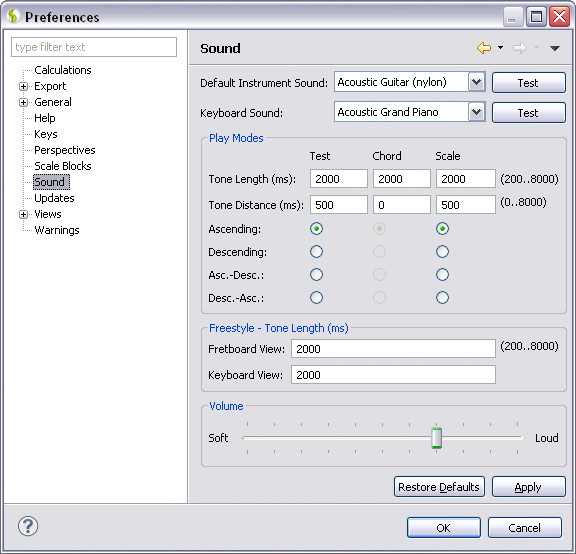 Preferences
type filter text
Calculations
Export
General
Help
Keys
Perspectives
Scale Blocks
Sound
Updates
Views
Warnings
Sound
Default Instrument Sound: Acoustic Guitar (nylon) Test
Keyboard Sound: Acoustic Grand Piano Test
Play Modes
Test Chord Scale
Tone Length (ms): 2000 2000 2000 (200..8000)
Tone Distance (ms): 500 0 500 (0..8000)
Ascending:
Descending:
Asc.-Desc.:
Desc.-Asc.:
Freestyle - Tone Length (ms)
Fretboard View: 2000 (200..8000)
Keyboard View: 2000
Volume
Soft Loud
Restore Defaults Apply
? OK Cancel